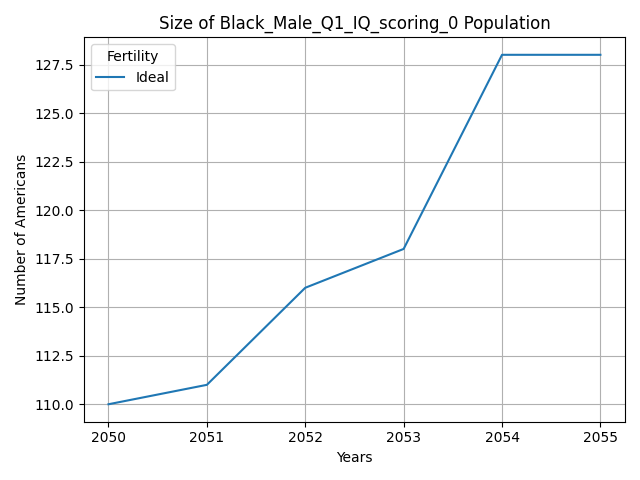 Size of Black_Male_Q1_IQ_scoring_0 Population
Fertility
Ideal
Number of Americans
127.5
125.0
122.5
120.0
117.5
115.0
112.5
110.0
2050 2051 2052 2053 2054 2055
Years